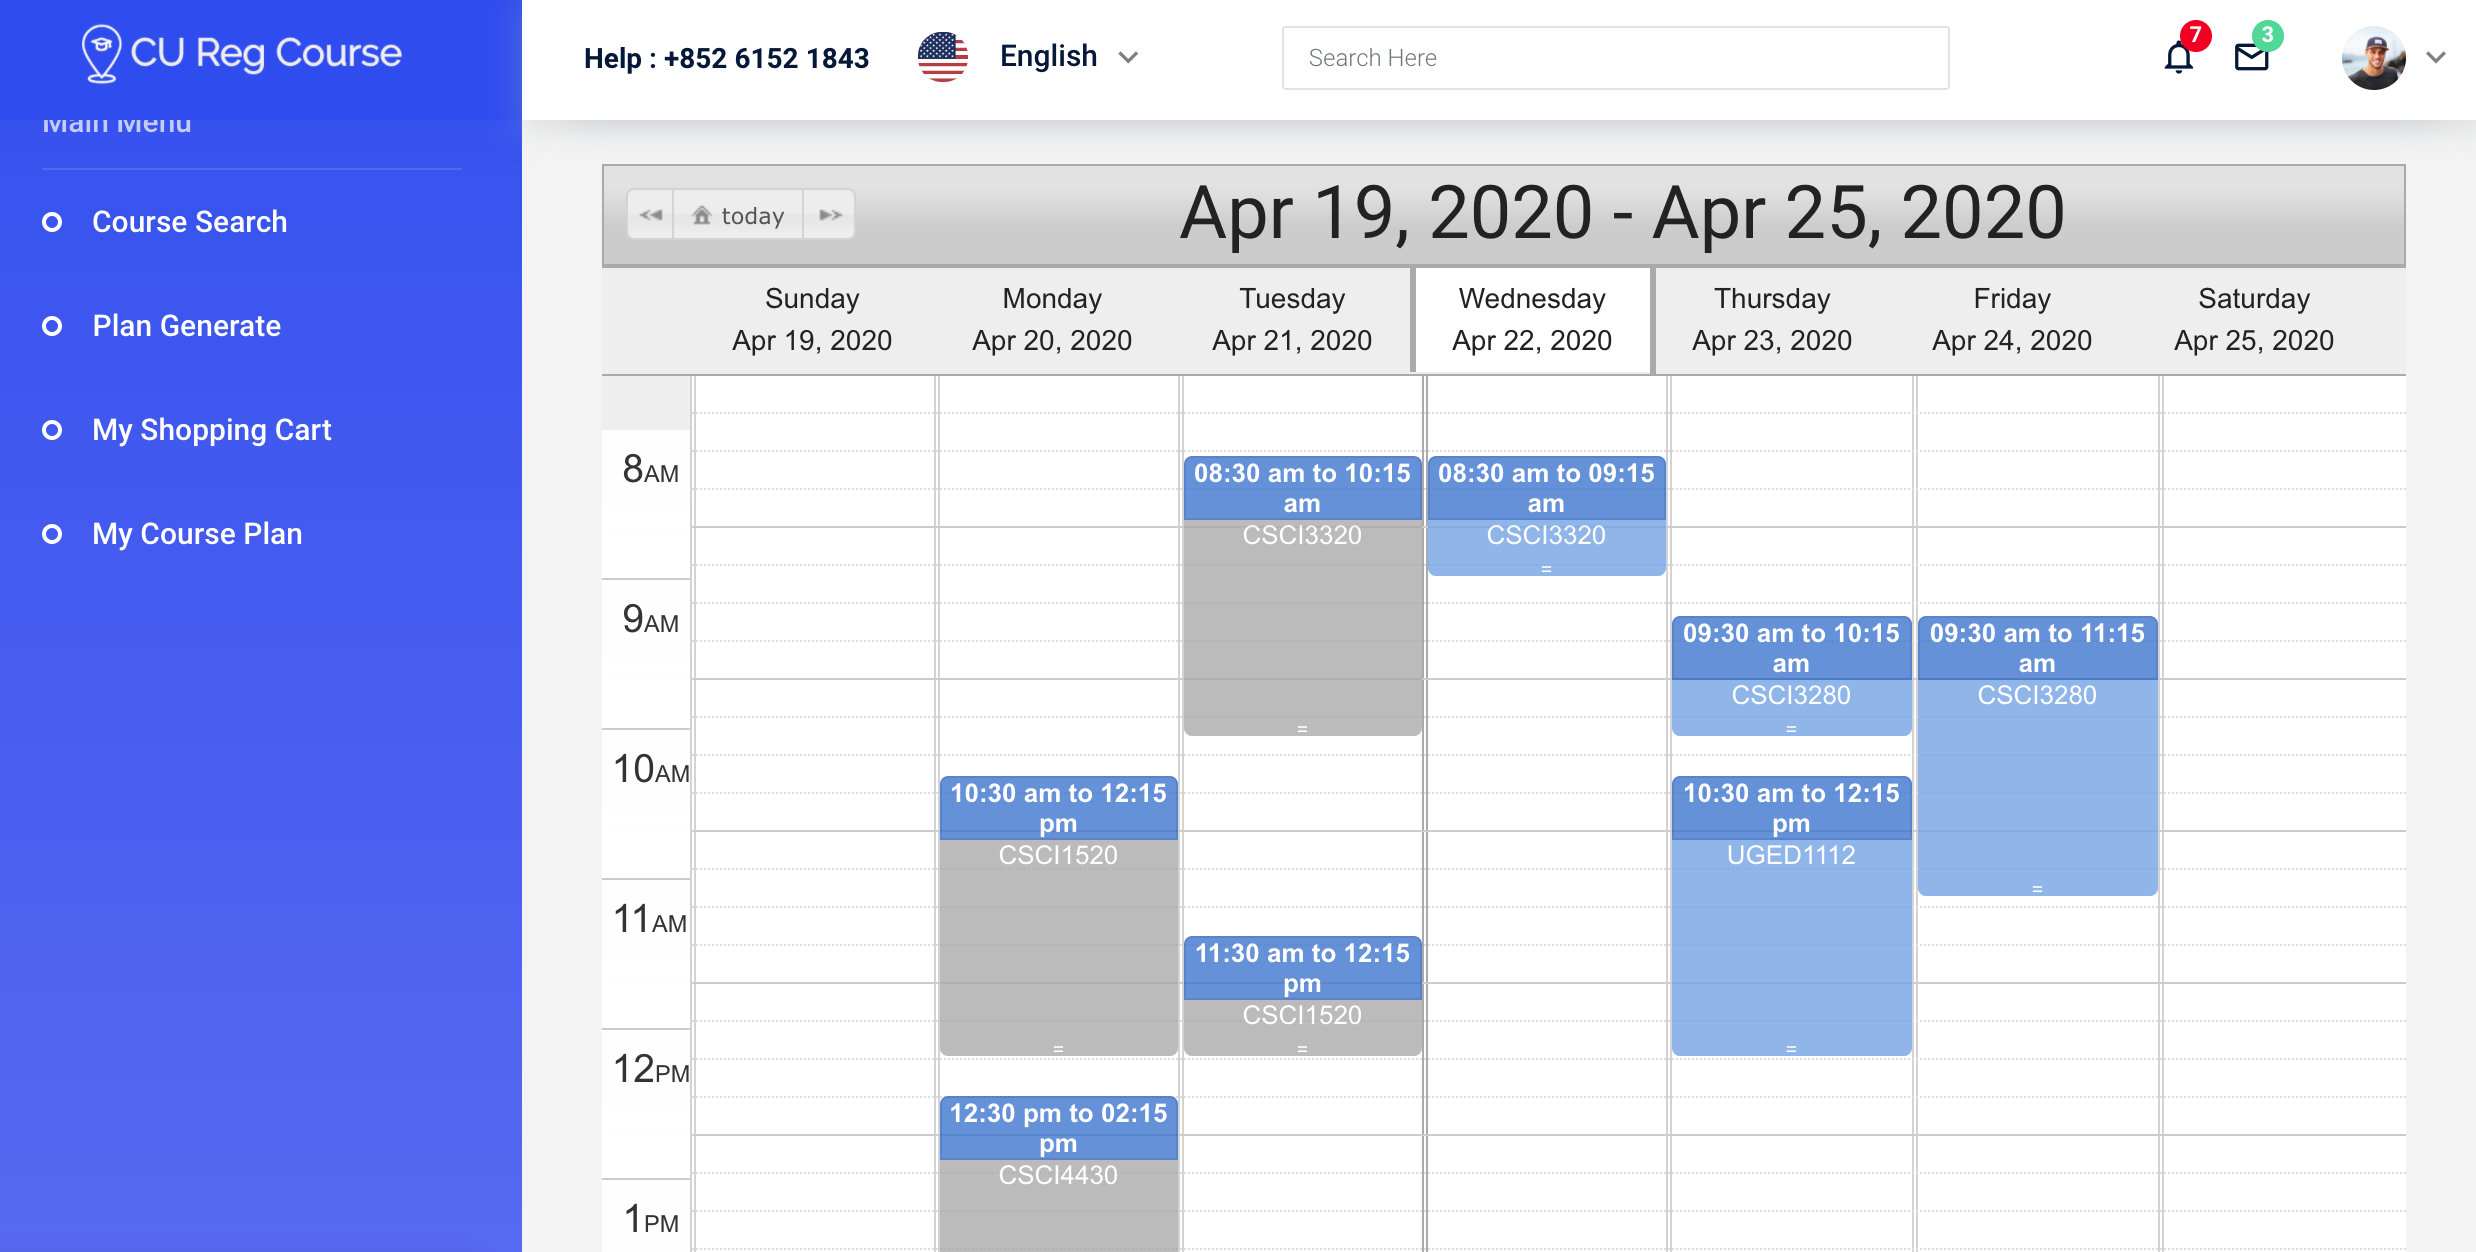 CU Reg Course
Help : +852 6152 1843
English
Search Here
7
3
Main Menu
Course Search
Plan Generate
My Shopping Cart
My Course Plan
today
Apr 19, 2020 - Apr 25, 2020
Sunday
Apr 19, 2020
Monday
Apr 20, 2020
Tuesday
Apr 21, 2020
Wednesday
Apr 22, 2020
Thursday
Apr 23, 2020
Friday
Apr 24, 2020
Saturday
Apr 25, 2020
8AM
9AM
10AM
11AM
12PM
1PM
10:30 am to 12:15
pm
CSCI1520
=
12:30 pm to 02:15
pm
CSCI4430
08:30 am to 10:15
am
CSCI3320
=
11:30 am to 12:15
pm
CSCI1520
=
08:30 am to 09:15
am
CSCI3320
=
09:30 am to 10:15
am
CSCI3280
=
10:30 am to 12:15
pm
UGED1112
=
09:30 am to 11:15
am
CSCI3280
=